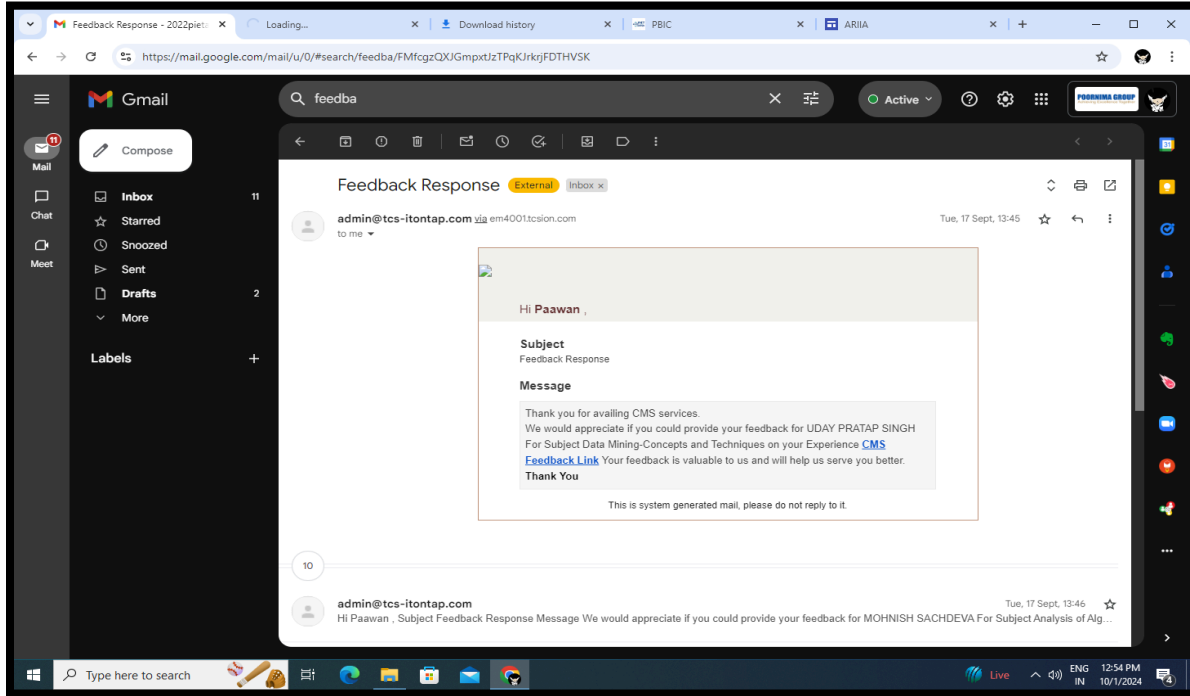 Feedback Response - 2022pieta
Loading...
Download history
PBIC
ARIIA
https://mail.google.com/mail/u/0/#search/feedba/FMfcgzQXJGmpxtJzTPqKJrkrjFDTHVSK
Gmail
feedba
Active
POORNIMA GROUP
11
Mail
Chat
Meet
Compose
Inbox 11
Starred
Snoozed
Sent
Drafts 2
More
Labels
Feedback Response External Inbox x
admin@tcs-itontap.com via em4001.tcsion.com
Tue, 17 Sept, 13:45
to me
Hi Paawan ,
Subject
Feedback Response
Message
Thank you for availing CMS services.
We would appreciate if you could provide your feedback for UDAY PRATAP SINGH
For Subject Data Mining-Concepts and Techniques on your Experience CMS
Feedback Link Your feedback is valuable to us and will help us serve you better.
Thank You
This is system generated mail, please do not reply to it.
10
admin@tcs-itontap.com
Tue, 17 Sept, 13:46
Hi Paawan , Subject Feedback Response Message We would appreciate if you could provide your feedback for MOHNISH SACHDEVA For Subject Analysis of Alg...
31
Type here to search
Live
ENG
IN
12:54 PM
10/1/2024
4